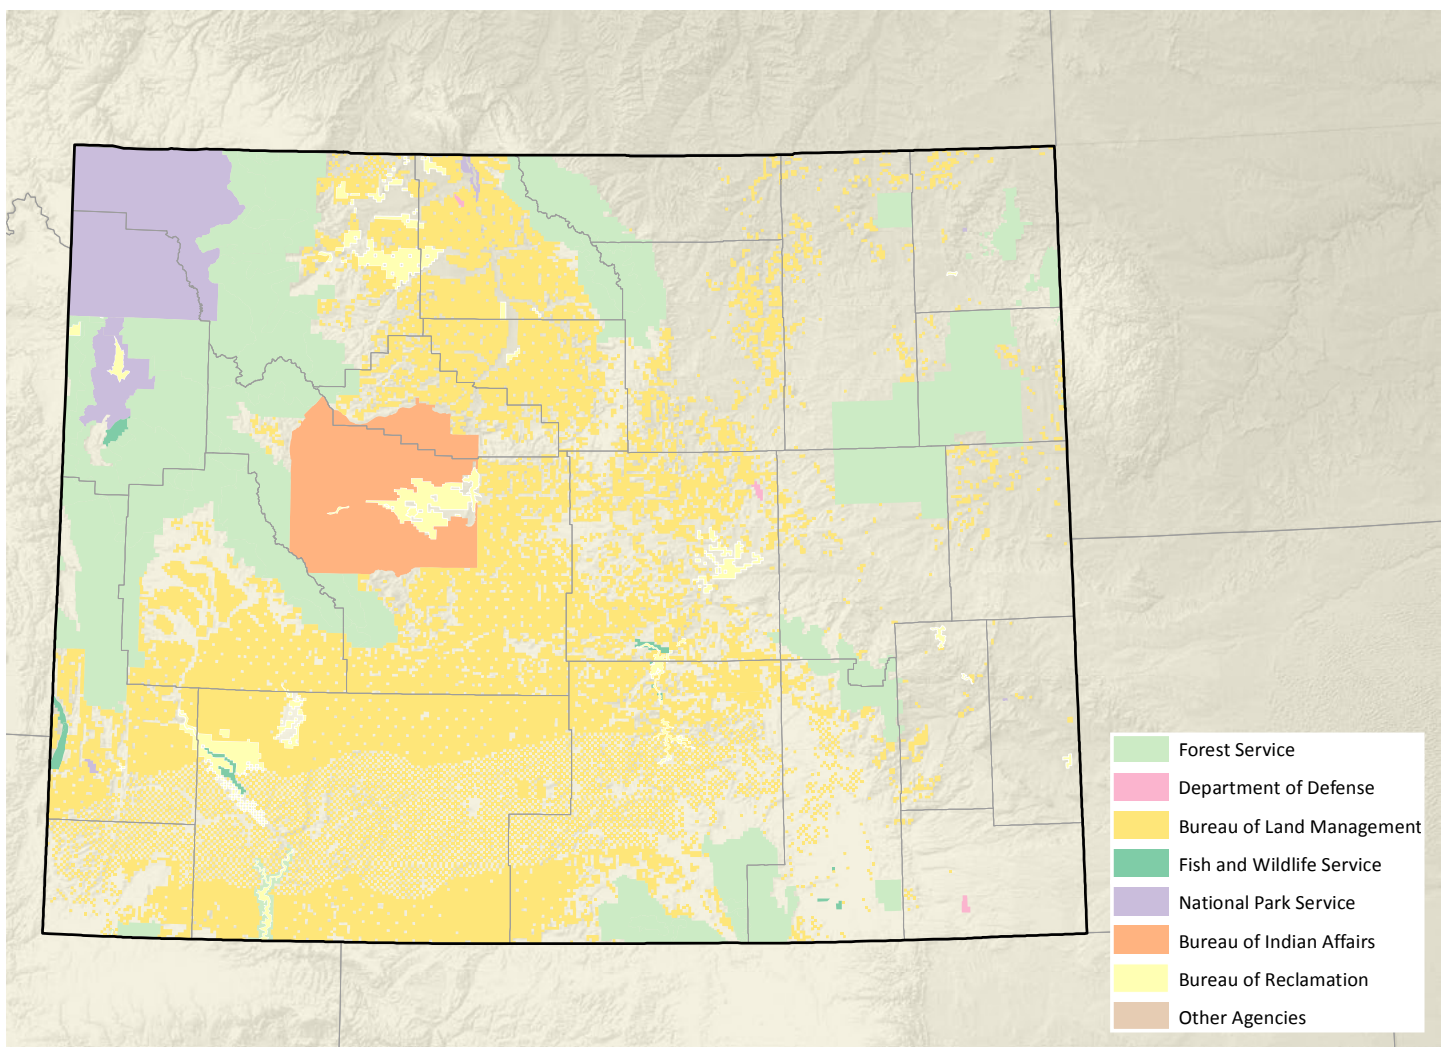 Forest Service
Department of Defense
Bureau of Land Management
Fish and Wildlife Service
National Park Service
Bureau of Indian Affairs
Bureau of Reclamation
Other Agencies